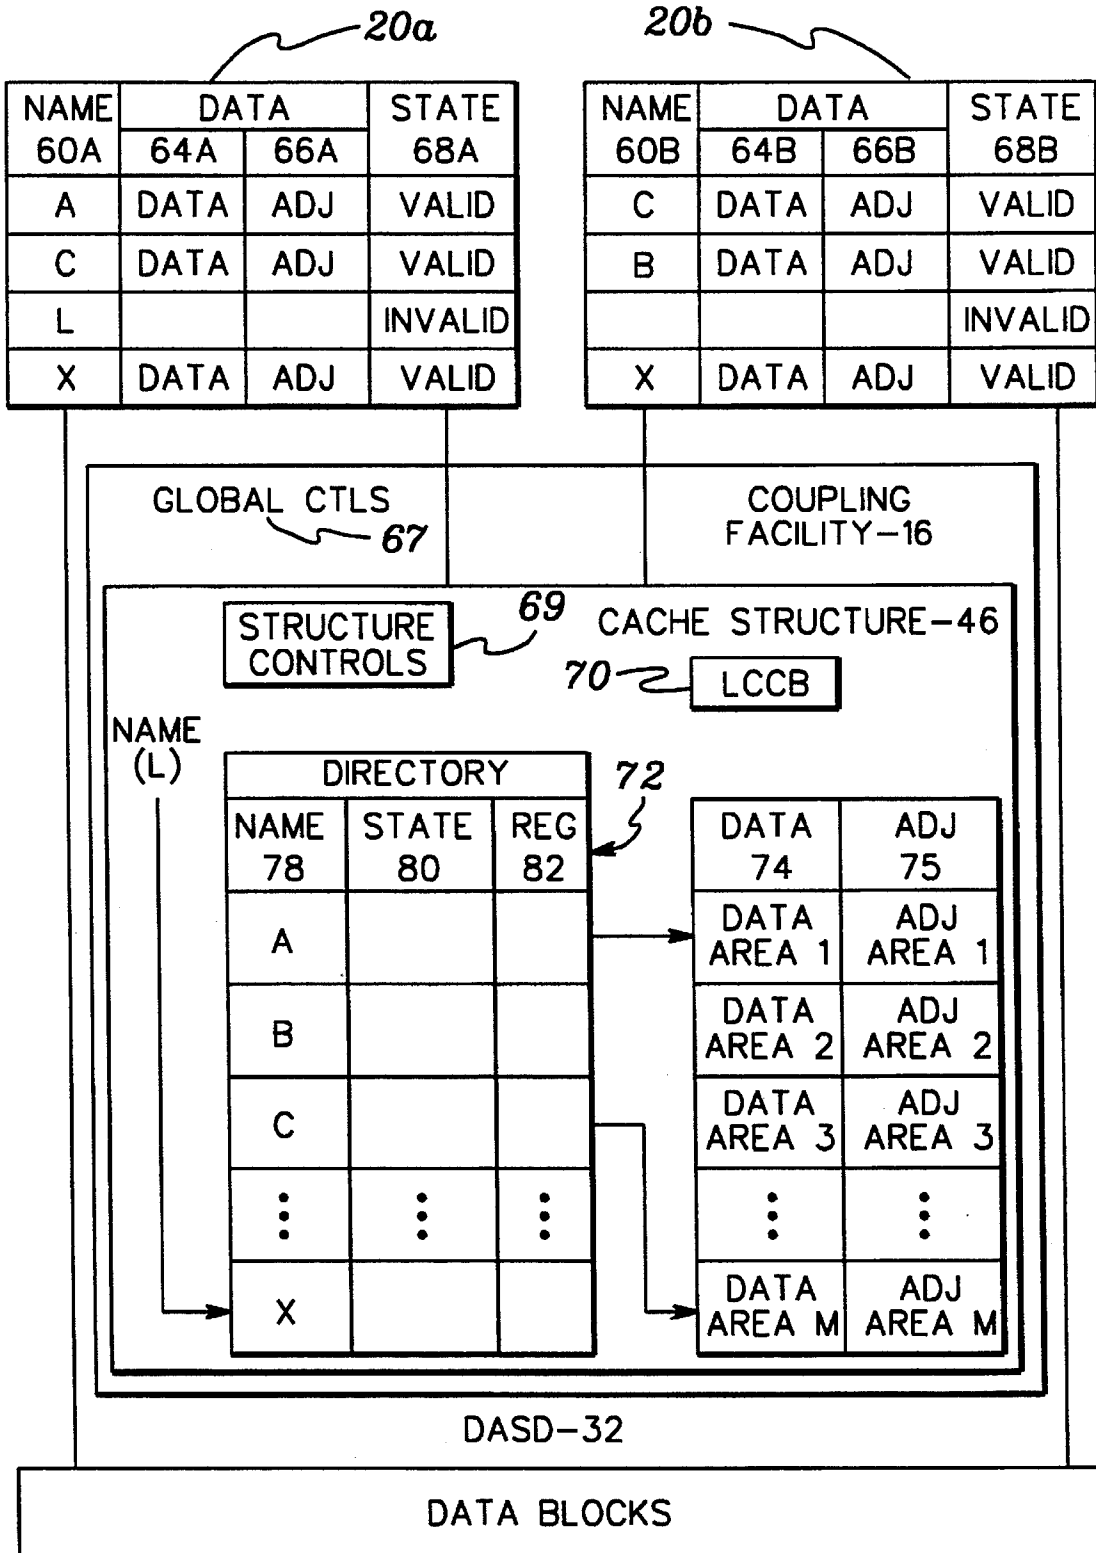 20a
20b
NAME 60A DATA STATE 68A
64A 66A
A DATA ADJ VALID
C DATA ADJ VALID
L INVALID
X DATA ADJ VALID
NAME 60B DATA STATE 68B
64B 66B
C DATA ADJ VALID
B DATA ADJ VALID
INVALID
X DATA ADJ VALID
GLOBAL CTLS
67
COUPLING
FACILITY-16
STRUCTURE
CONTROLS
69
CACHE STRUCTURE-46
70
LCCB
NAME
(L)
DIRECTORY
72
NAME STATE REG
78 80 82
A
B
C
X
DATA ADJ
74 75
DATA ADJ
AREA 1 AREA 1
DATA ADJ
AREA 2 AREA 2
DATA ADJ
AREA 3 AREA 3
DATA ADJ
AREA M AREA M
DASD-32
DATA BLOCKS